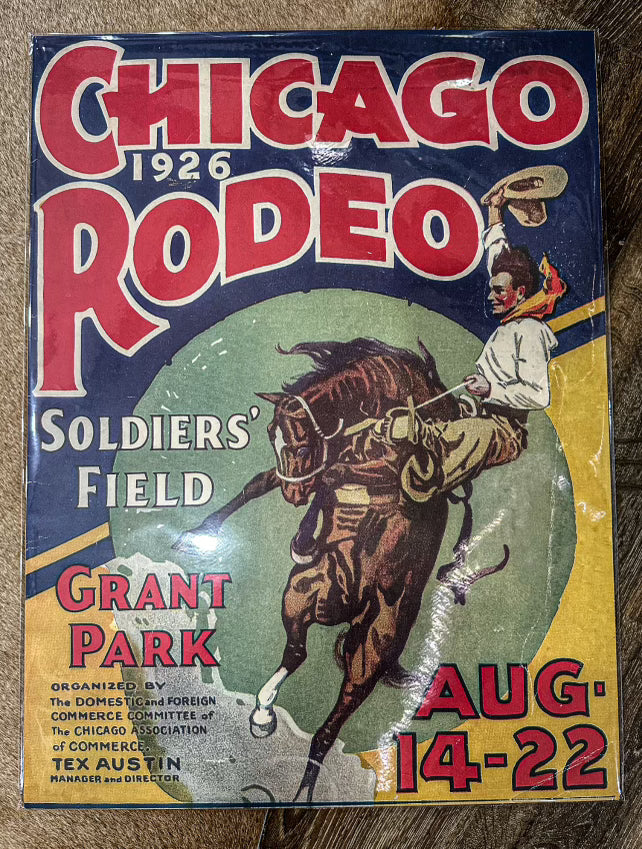 CHICAGO
1926
RODEO
SOLDIERS'
FIELD
GRANT
PARK
ORGANIZED BY
The DOMESTIC and FOREIGN
COMMERCE COMMITTEE of
The CHICAGO ASSOCIATION
of COMMERCE.
TEX AUSTIN
MANAGER and DIRECTOR
AUG.
14-22